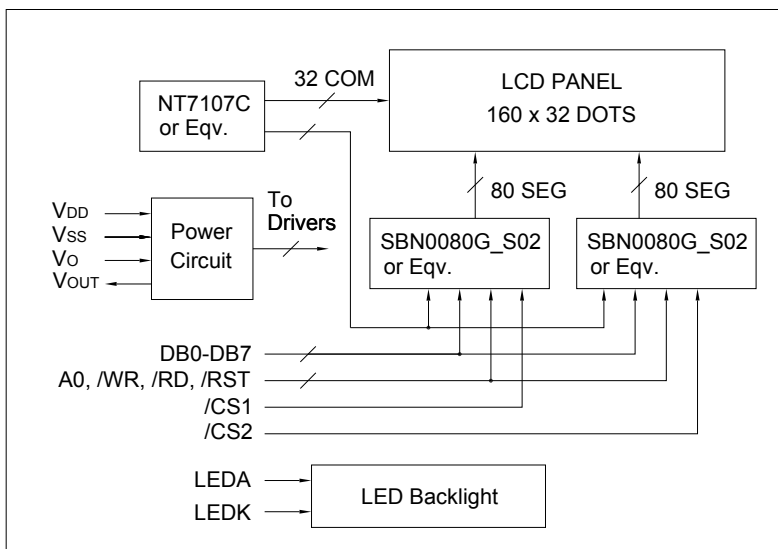 32 COM
NT7107C
or Eqv.
LCD PANEL
160 x 32 DOTS
80 SEG
80 SEG
To
Drivers
VDD
VSS
VO
VOUT
Power
Circuit
SBN0080G_S02
or Eqv.
SBN0080G_S02
or Eqv.
DB0-DB7
A0, /WR, /RD, /RST
/CS1
/CS2
LEDA
LEDK
LED Backlight